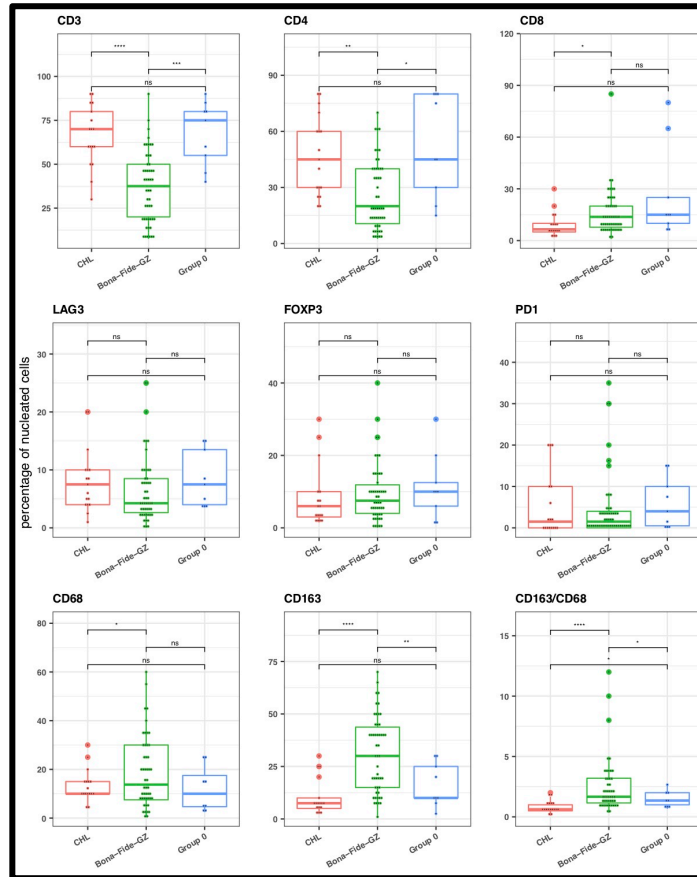 CD3
CD4
CD8
**** 
***
ns
**
*
ns
*
ns
ns
100
75
50
25
90
60
30
0
120
90
60
30
0
CHL
Bona-Fide-GZ
Group 0
CHL
Bona-Fide-GZ
Group 0
CHL
Bona-Fide-GZ
Group 0
percentage of nucleated cells
LAG3
FOXP3
PD1
ns
ns
ns
ns
ns
ns
ns
ns
ns
30
20
10
0
50
40
30
20
10
0
40
30
20
10
0
CHL
Bona-Fide-GZ
Group 0
CHL
Bona-Fide-GZ
Group 0
CHL
Bona-Fide-GZ
Group 0
CD68
CD163
CD163/CD68
*
ns
ns
****
**
ns
****
*
*
80
60
40
20
0
75
50
25
0
15
10
5
0
CHL
Bona-Fide-GZ
Group 0
CHL
Bona-Fide-GZ
Group 0
CHL
Bona-Fide-GZ
Group 0